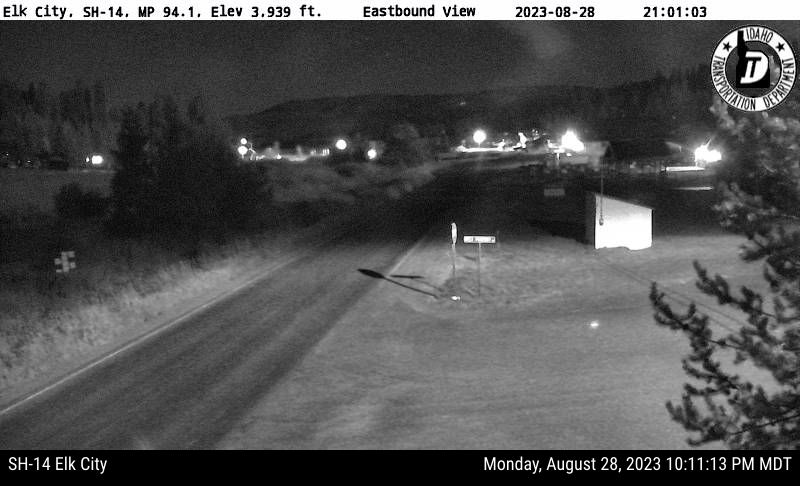 Elk City, SH-14, MP 94.1, Elev 3,939 ft. Eastbound View 2023-08-28 21:01:03
IDAHO
TRANSPORTATION DEPARTMENT
SH-14 Elk City Monday, August 28, 2023 10:11:13 PM MDT